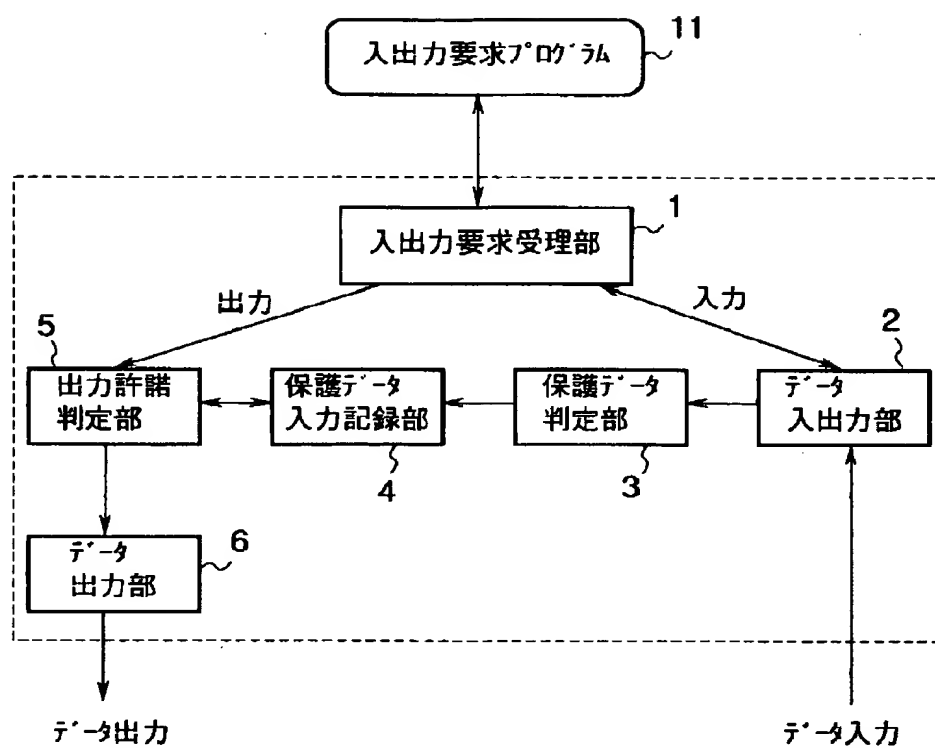 入出力要求プログラム
11
1
入出力要求受理部
出力
入力
5
2
出力許諾
判定部
保護データ
入力記録部
保護データ
判定部
データ
入出力部
4
3
データ
出力部
6
データ出力
データ入力